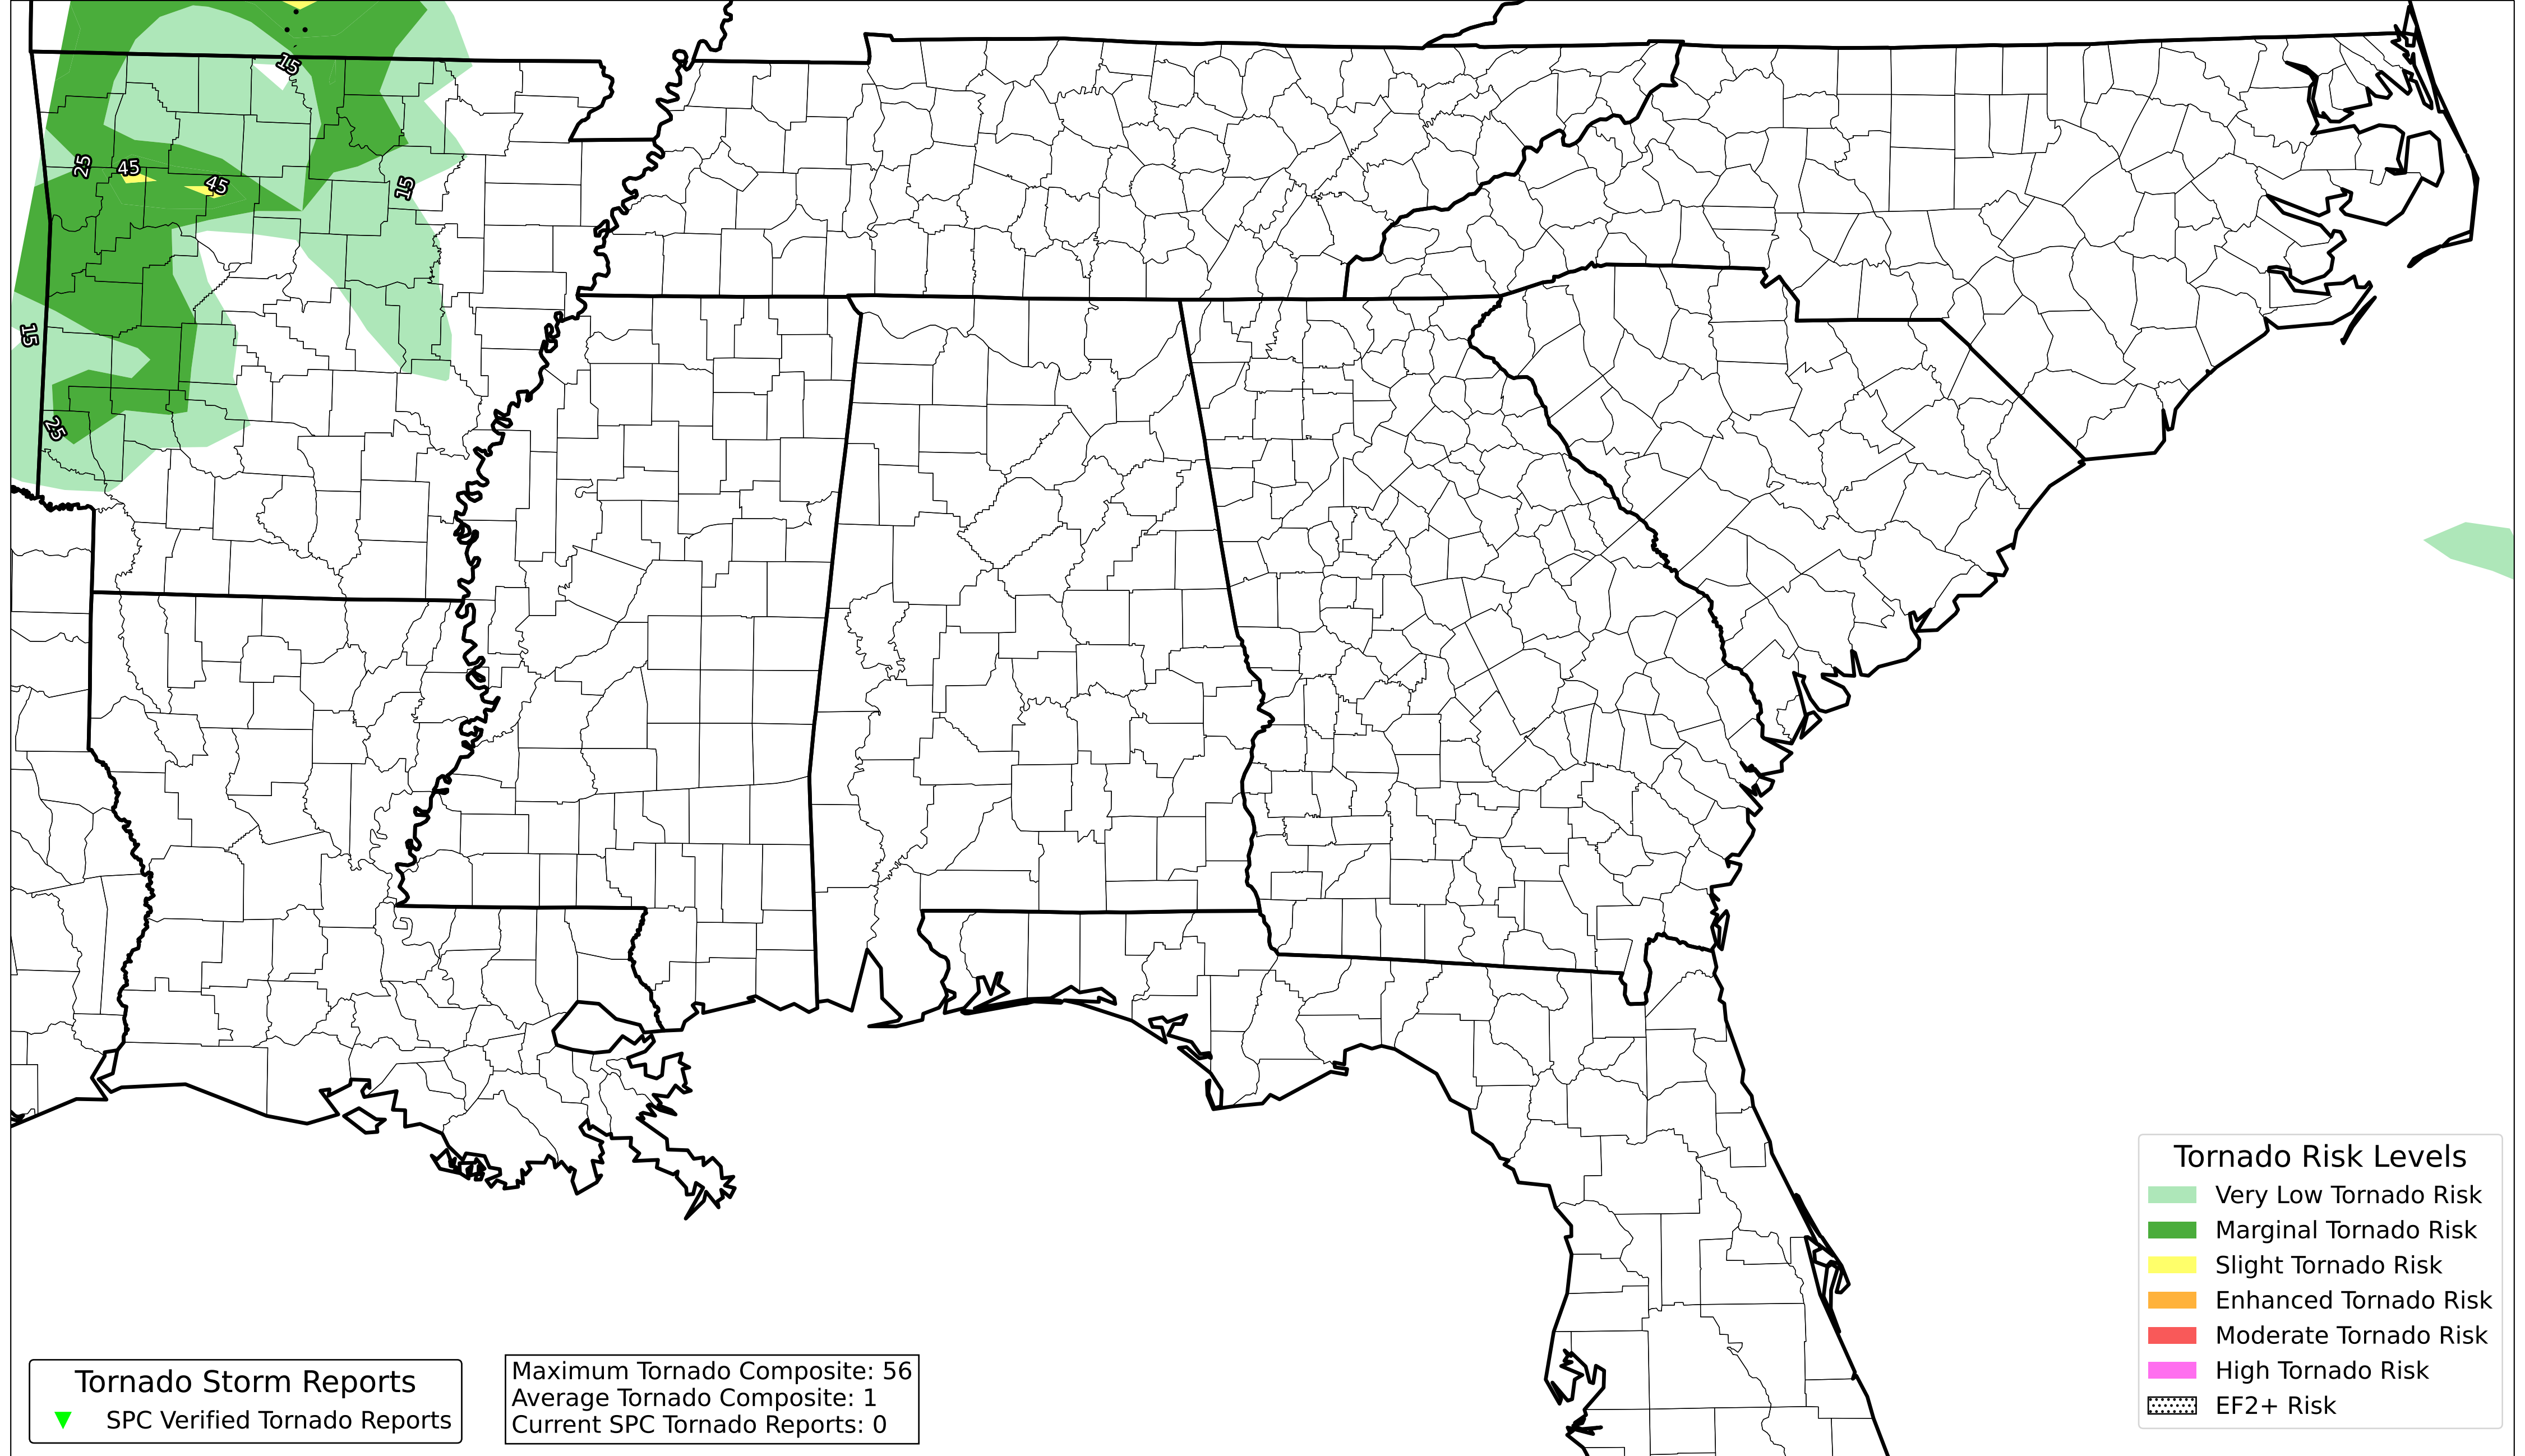 15
25
45
45
15
15
25
Tornado Risk Levels
Very Low Tornado Risk
Marginal Tornado Risk
Slight Tornado Risk
Enhanced Tornado Risk
Moderate Tornado Risk
High Tornado Risk
EF2+ Risk
Tornado Storm Reports
SPC Verified Tornado Reports
Maximum Tornado Composite: 56
Average Tornado Composite: 1
Current SPC Tornado Reports: 0